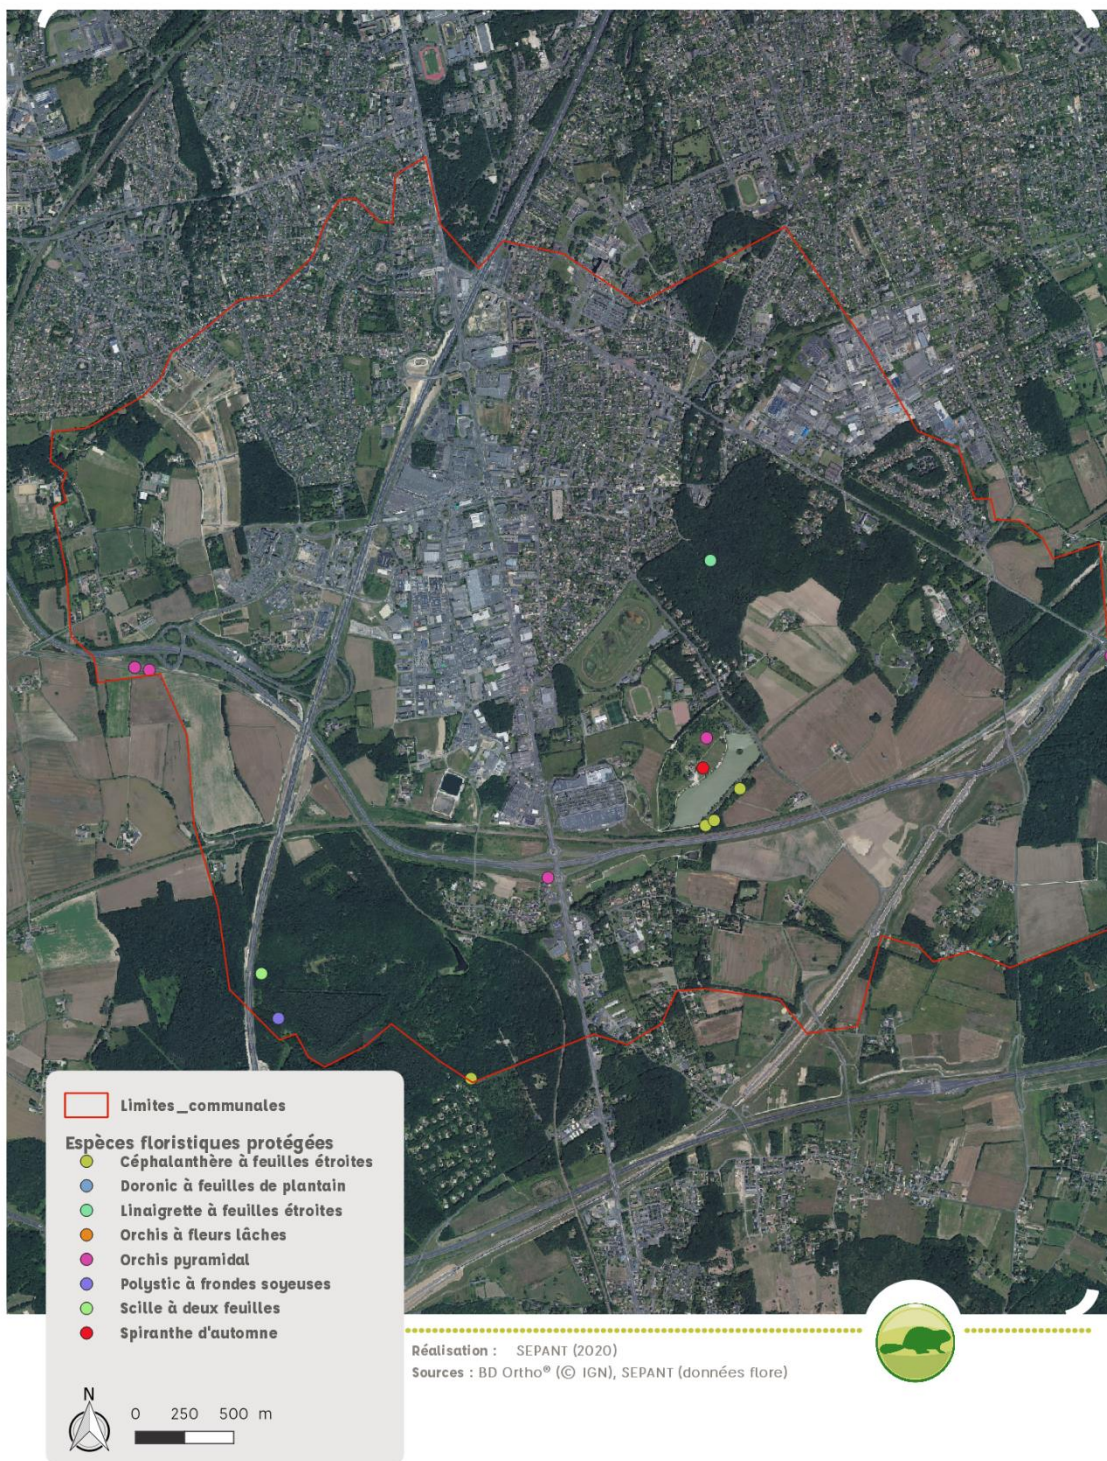 Limites_communales
Espèces floristiques protégées
Céphalanthère à feuilles étroites
Doronic à feuilles de plantain
Linaigrette à feuilles étroites
Orchis à fleurs lâches
Orchis pyramidal
Polystic à frondes soyeuses
Scille à deux feuilles
Spiranthe d'automne
N
0 250 500 m
Réalisation : SEPANT (2020)
Sources : BD Ortho® (© IGN), SEPANT (données flore)